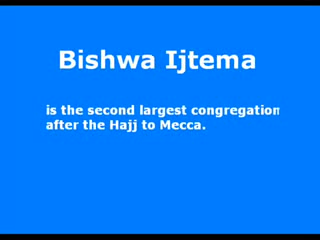 Bishwa Ijtema
is the second largest congregation
after the Hajj to Mecca.